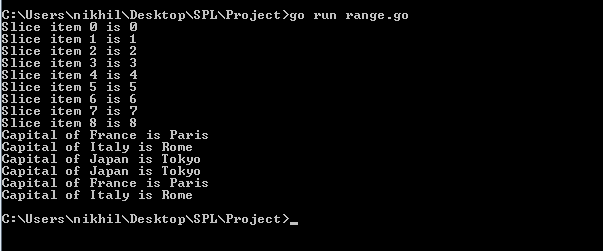 C:\Users\nikhil\Desktop\SPL\Project>go run range.go
Slice item 0 is 0
Slice item 1 is 1
Slice item 2 is 2
Slice item 3 is 3
Slice item 4 is 4
Slice item 5 is 5
Slice item 6 is 6
Slice item 7 is 7
Slice item 8 is 8
Capital of France is Paris
Capital of Italy is Rome
Capital of Japan is Tokyo
Capital of Japan is Tokyo
Capital of France is Paris
Capital of Italy is Rome
C:\Users\nikhil\Desktop\SPL\Project>_